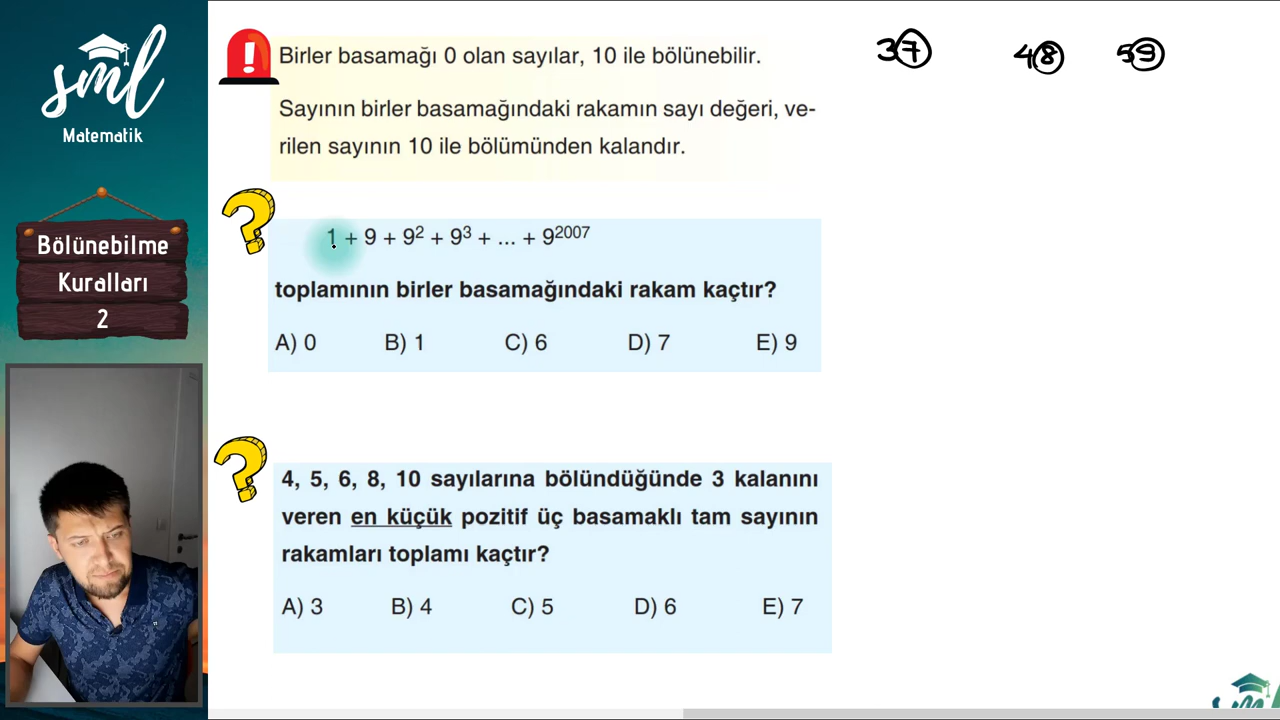 sml
Matematik
Bölünebilme
Kuralları
2
Birler basamağı 0 olan sayılar, 10 ile bölünebilir.
Sayının birler basamağındaki rakamın sayı değeri, ve-
rilen sayının 10 ile bölümünden kalandır.
37 48 59
1 + 9 + 9² + 9³ + ... + 9²⁰⁰⁷
toplamının birler basamağındaki rakam kaçtır?
A) 0 B) 1 C) 6 D) 7 E) 9
4, 5, 6, 8, 10 sayılarına bölündüğünde 3 kalanını
veren en küçük pozitif üç basamaklı tam sayının
rakamları toplamı kaçtır?
A) 3 B) 4 C) 5 D) 6 E) 7